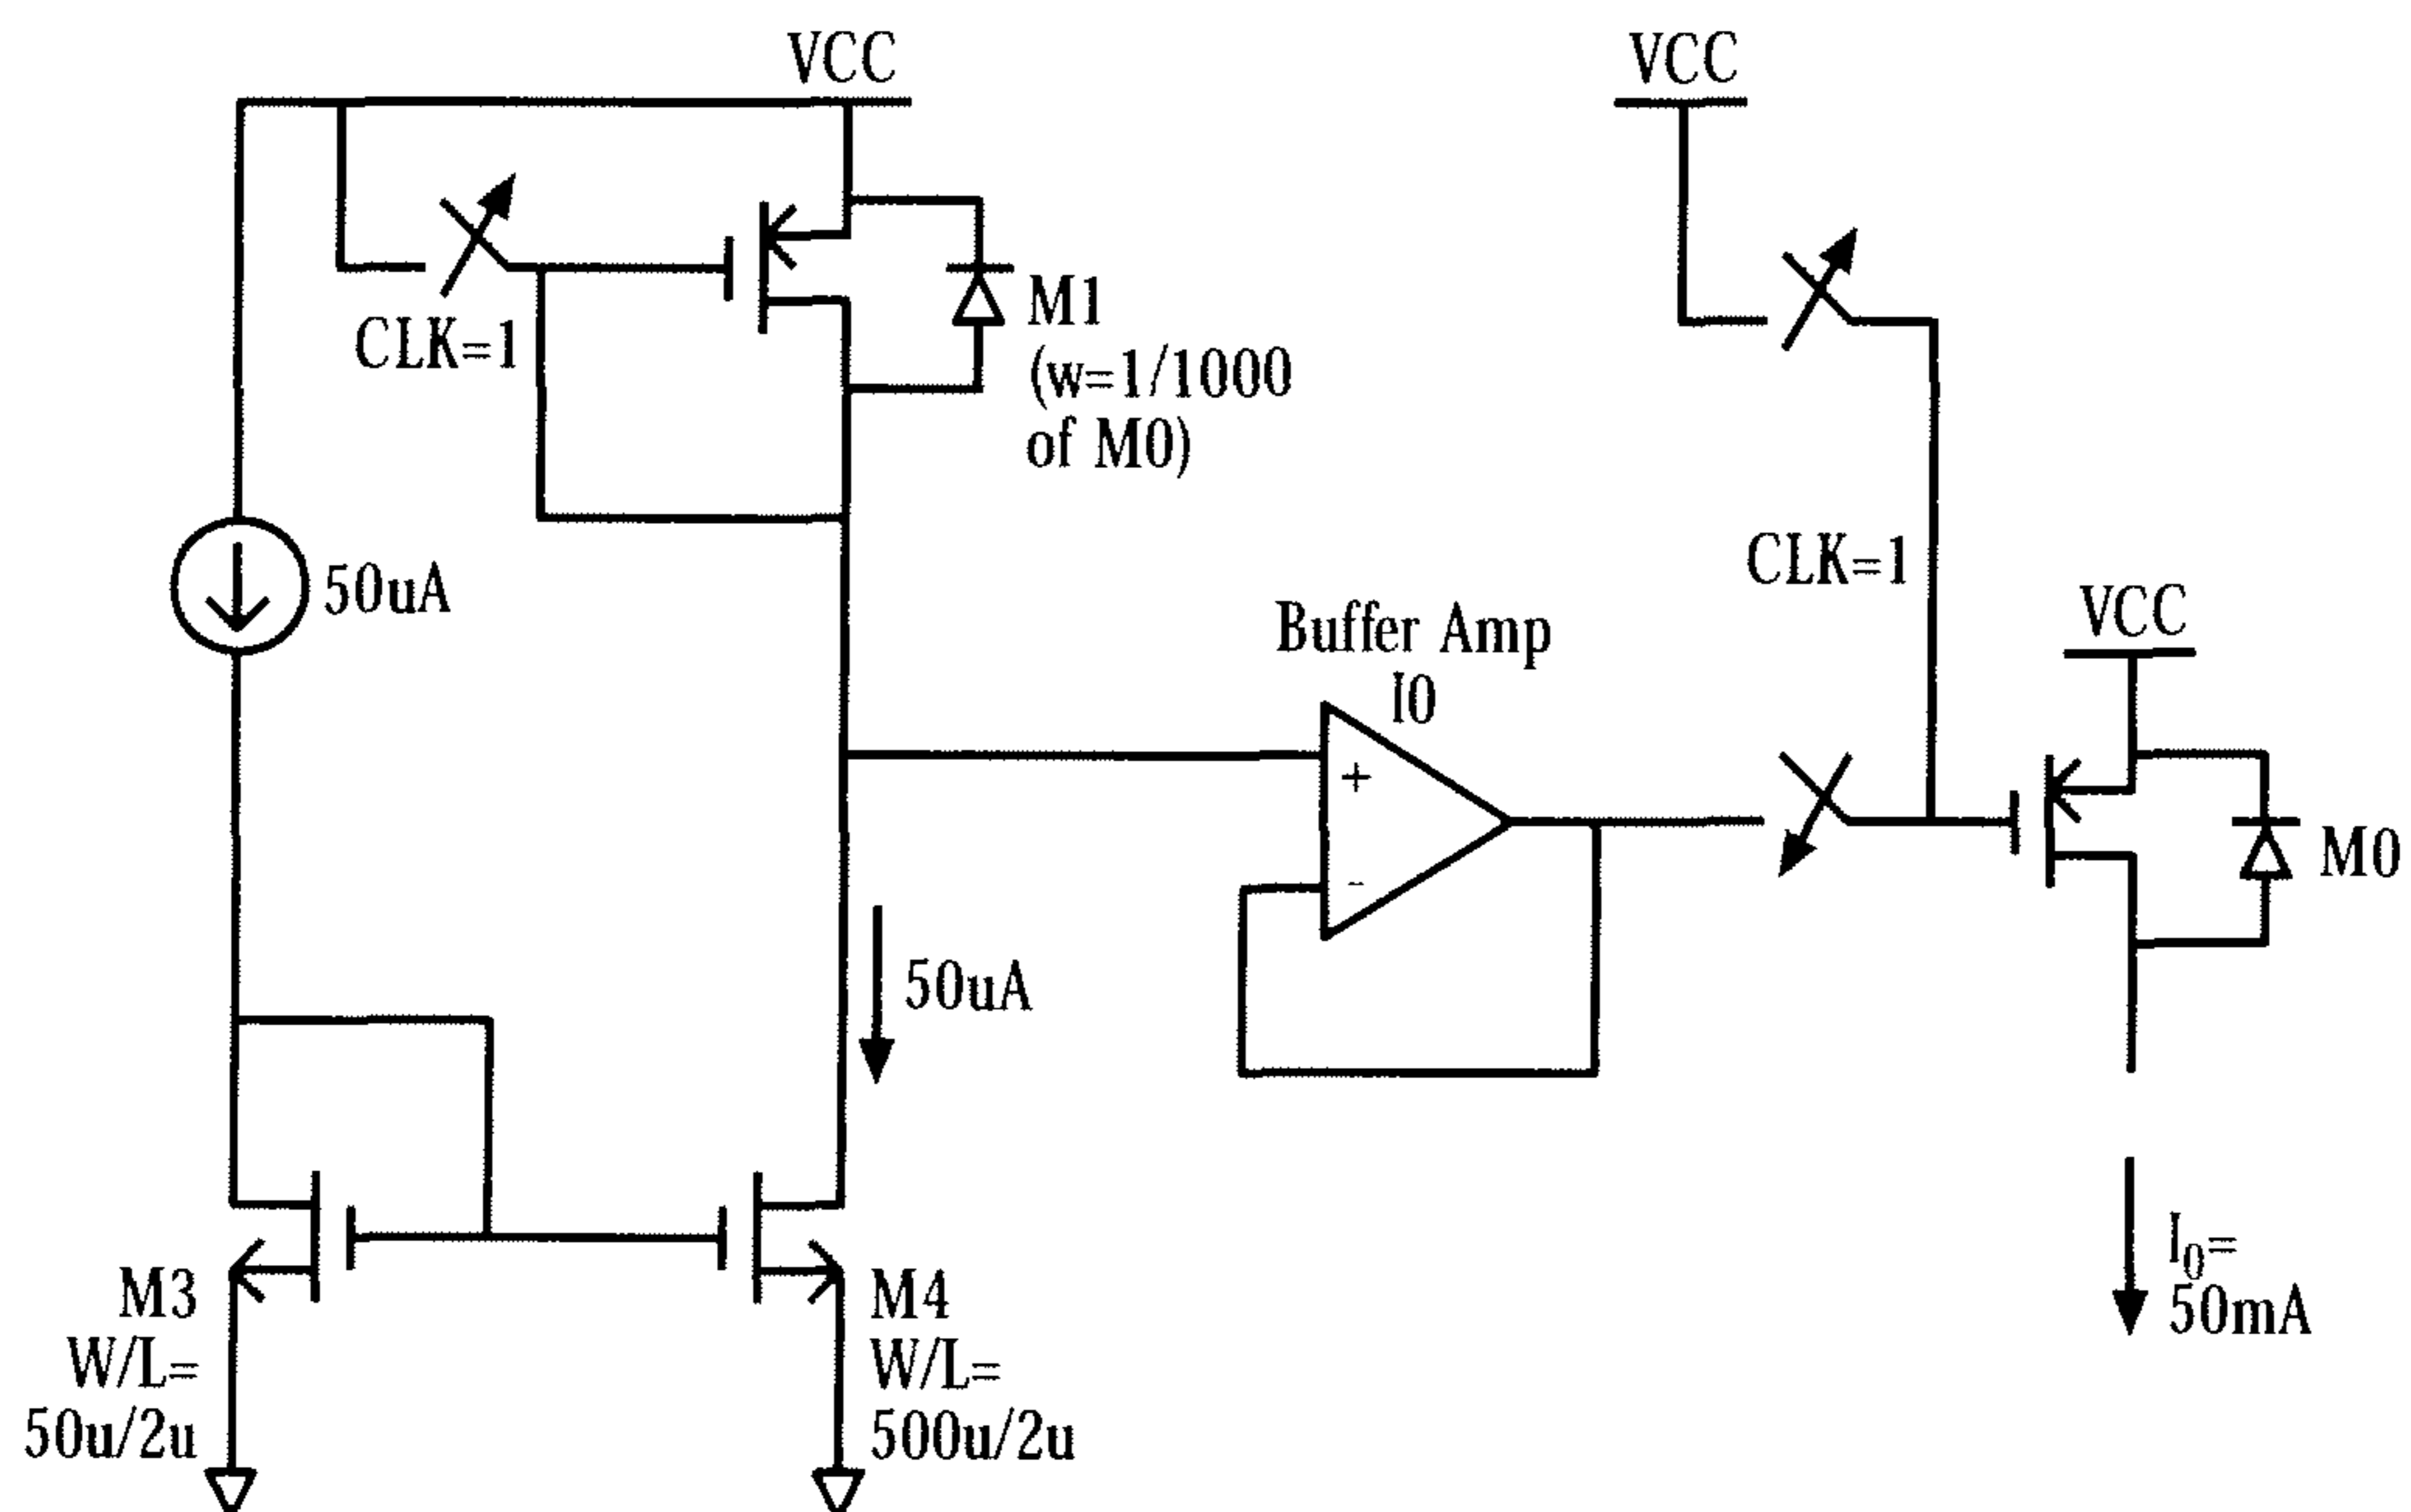 VCC
VCC
CLK=1
M1
(w=1/1000
of M0)
50uA
CLK=1
VCC
Buffer Amp
I0
+
-
M0
50uA
I0=
50mA
M3
W/L=
50u/2u
M4
W/L=
500u/2u